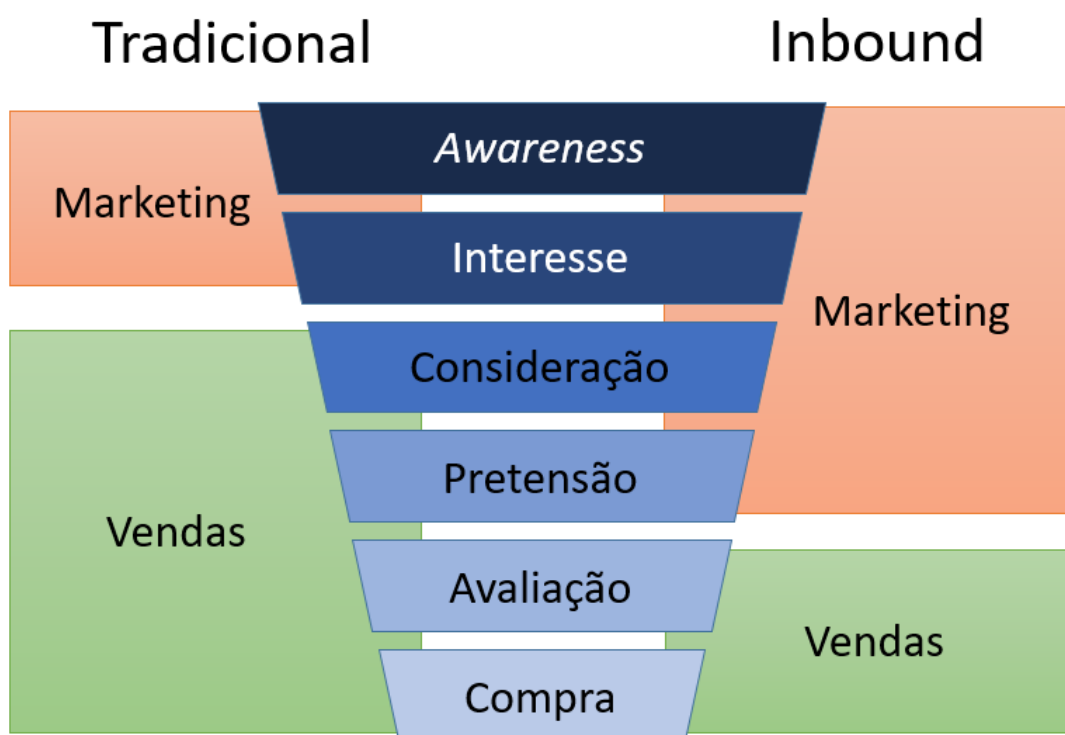 Tradicional
Inbound
Awareness
Marketing
Interesse
Marketing
Consideração
Pretensão
Vendas
Avaliação
Vendas
Compra